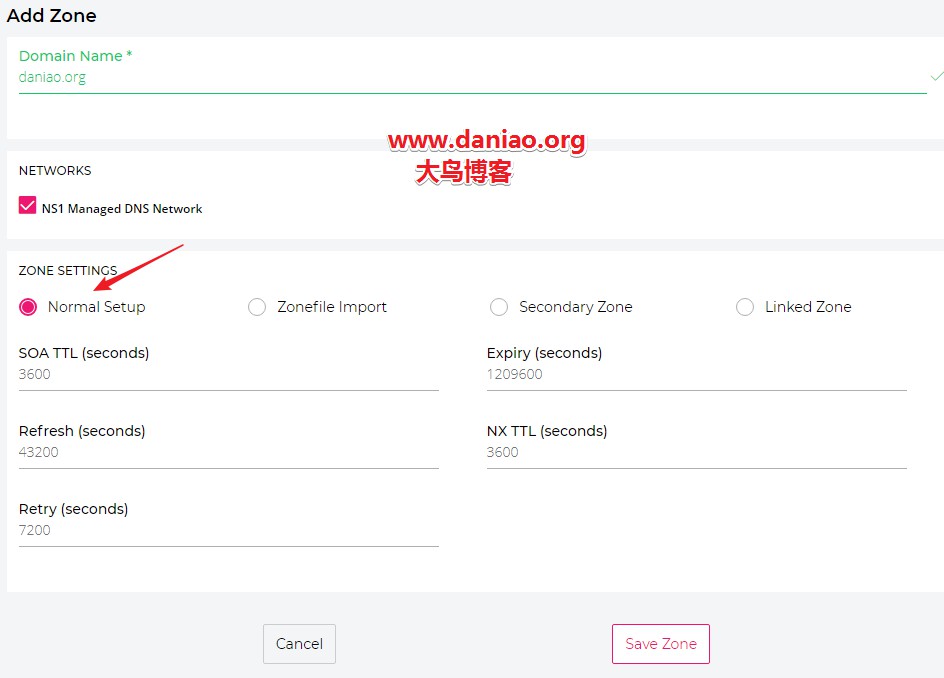 Add Zone
Domain Name *
daniao.org
www.daniao.org
大鸟博客
NETWORKS
NS1 Managed DNS Network
ZONE SETTINGS
Normal Setup Zonefile Import Secondary Zone Linked Zone
SOA TTL (seconds) Expiry (seconds)
3600 1209600
Refresh (seconds) NX TTL (seconds)
43200 3600
Retry (seconds)
7200
Cancel Save Zone